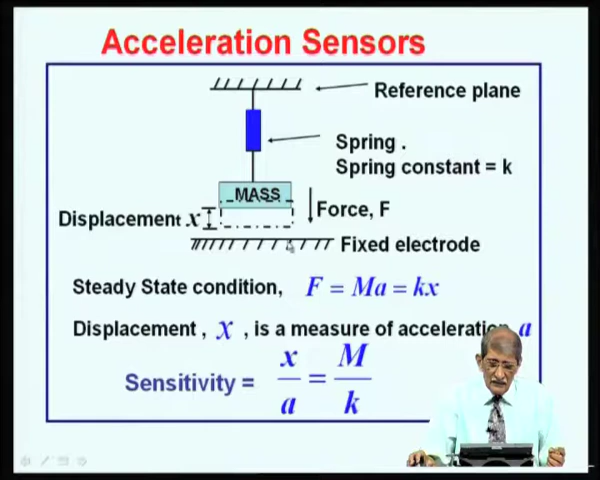 Acceleration Sensors
Reference plane
Spring .
Spring constant = k
MASS
Displacement x
Force, F
Fixed electrode
Steady State condition, F = Ma = kx
Displacement , x , is a measure of acceleration a
Sensitivity = x/a = M/k